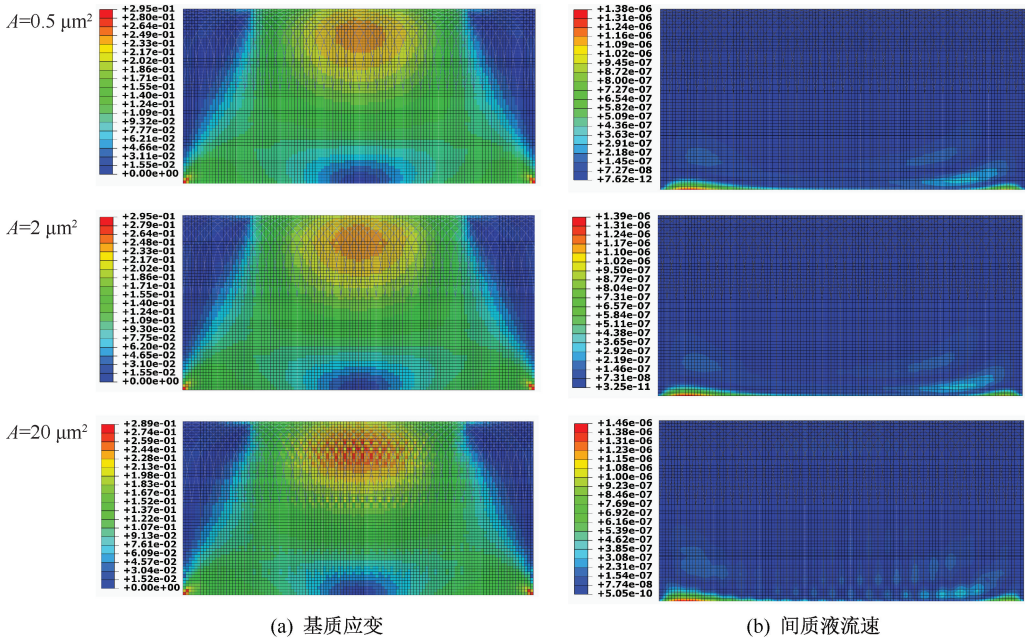 A=0.5 μm²
+2.95e-01
+2.80e-01
+2.64e-01
+2.49e-01
+2.33e-01
+2.17e-01
+2.02e-01
+1.86e-01
+1.71e-01
+1.55e-01
+1.40e-01
+1.24e-01
+1.09e-01
+9.32e-02
+7.77e-02
+6.21e-02
+4.66e-02
+3.11e-02
+1.55e-02
+0.00e+00
+1.38e-06
+1.31e-06
+1.24e-06
+1.16e-06
+1.09e-06
+1.02e-06
+9.45e-07
+8.72e-07
+8.00e-07
+7.27e-07
+6.54e-07
+5.82e-07
+5.09e-07
+4.36e-07
+3.63e-07
+2.91e-07
+2.18e-07
+1.45e-07
+7.27e-08
+7.62e-12
A=2 μm²
+2.95e-01
+2.79e-01
+2.64e-01
+2.48e-01
+2.33e-01
+2.17e-01
+2.02e-01
+1.86e-01
+1.71e-01
+1.55e-01
+1.40e-01
+1.24e-01
+1.09e-01
+9.30e-02
+7.75e-02
+6.20e-02
+4.65e-02
+3.10e-02
+1.55e-02
+0.00e+00
+1.39e-06
+1.31e-06
+1.24e-06
+1.17e-06
+1.10e-06
+1.02e-06
+9.50e-07
+8.77e-07
+8.04e-07
+7.31e-07
+6.57e-07
+5.84e-07
+5.11e-07
+4.38e-07
+3.65e-07
+2.92e-07
+2.19e-07
+1.46e-07
+7.31e-08
+3.25e-11
A=20 μm²
+2.89e-01
+2.74e-01
+2.59e-01
+2.44e-01
+2.28e-01
+2.13e-01
+1.98e-01
+1.83e-01
+1.67e-01
+1.52e-01
+1.37e-01
+1.22e-01
+1.07e-01
+9.13e-02
+7.61e-02
+6.09e-02
+4.57e-02
+3.04e-02
+1.52e-02
+0.00e+00
+1.46e-06
+1.38e-06
+1.31e-06
+1.23e-06
+1.15e-06
+1.08e-06
+1.00e-06
+9.23e-07
+8.46e-07
+7.69e-07
+6.92e-07
+6.16e-07
+5.39e-07
+4.62e-07
+3.85e-07
+3.08e-07
+2.31e-07
+1.54e-07
+7.74e-08
+5.05e-10
(a) 基质应变
(b) 间质液流速